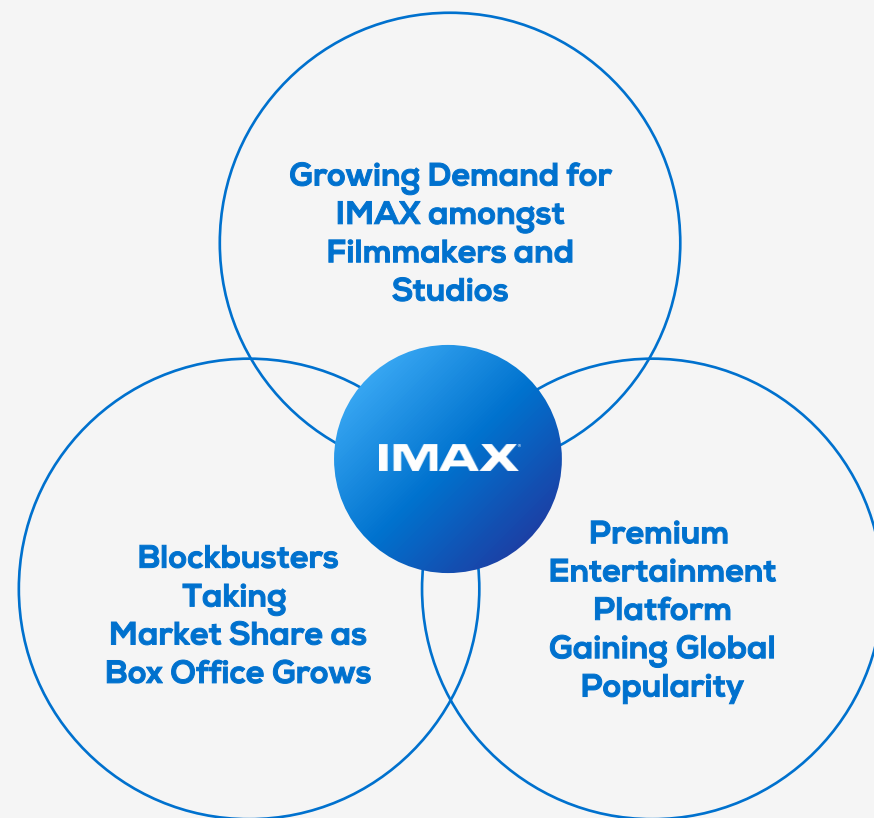 Growing Demand for
IMAX amongst
Filmmakers and
Studios
IMAX
Blockbusters
Taking
Market Share as
Box Office Grows
Premium
Entertainment
Platform
Gaining Global
Popularity